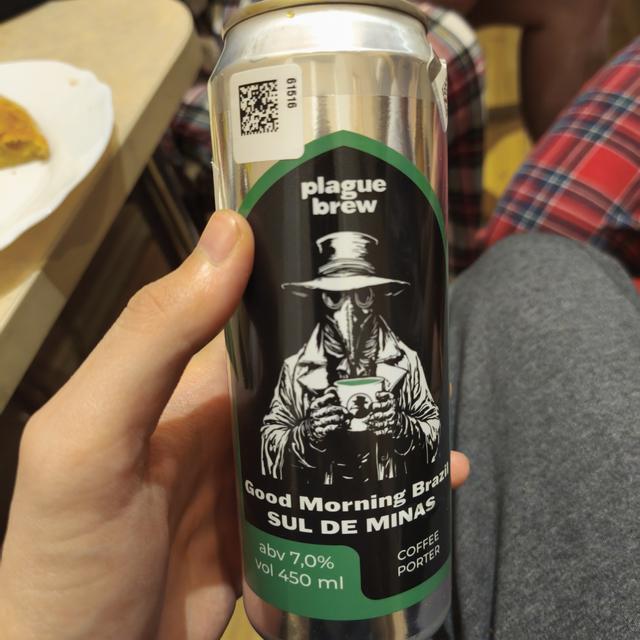 61516
plague
brew
Good Morning Brazil
SUL DE MINAS
abv 7,0%
vol 450 ml
COFFEE
PORTER